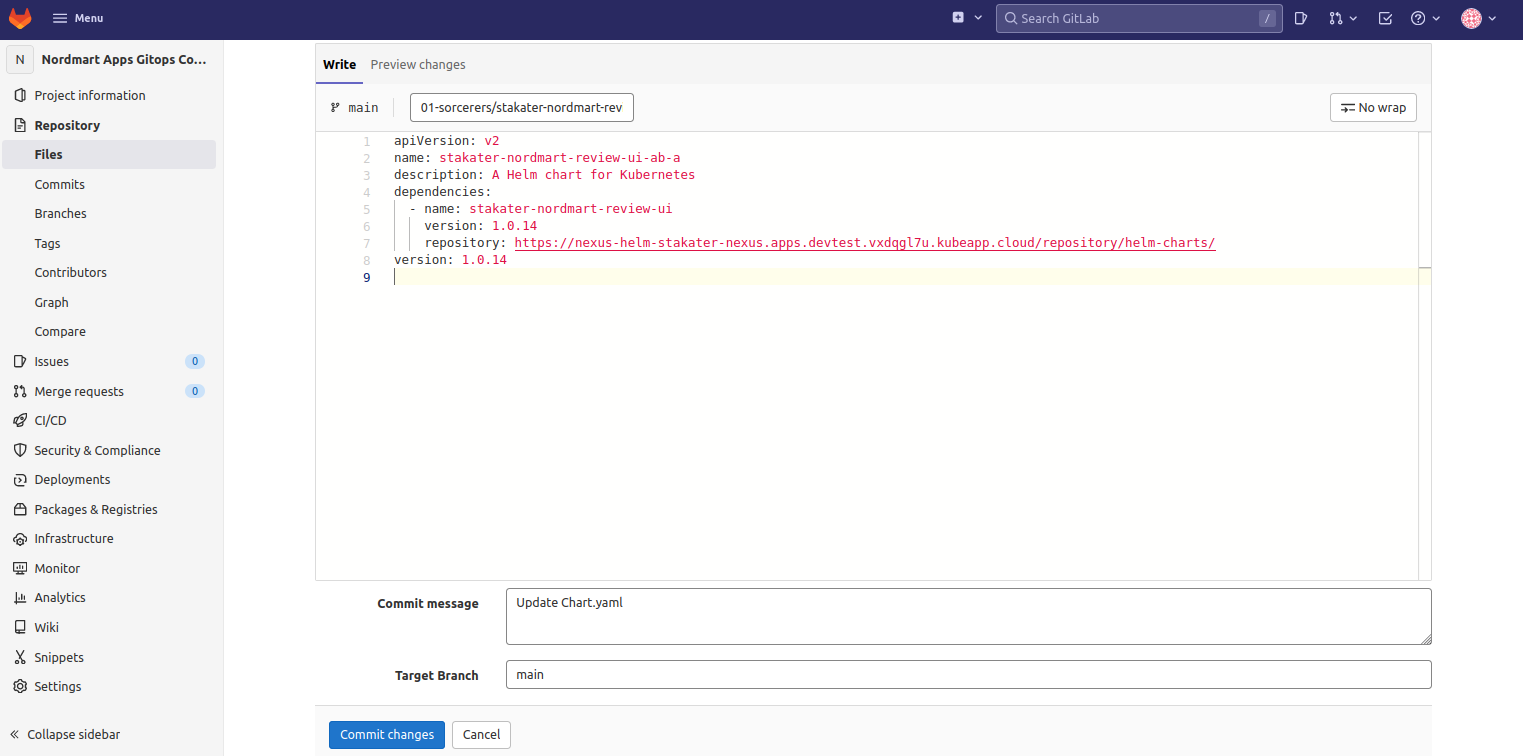 Menu
Search GitLab /
N Nordmart Apps Gitops Co...
Project information
Repository
Files
Commits
Branches
Tags
Contributors
Graph
Compare
Issues 0
Merge requests 0
CI/CD
Security & Compliance
Deployments
Packages & Registries
Infrastructure
Monitor
Analytics
Wiki
Snippets
Settings
Collapse sidebar
Write Preview changes
main 01-sorcerers/stakater-nordmart-rev No wrap
1 apiVersion: v2
2 name: stakater-nordmart-review-ui-ab-a
3 description: A Helm chart for Kubernetes
4 dependencies:
5 - name: stakater-nordmart-review-ui
6 version: 1.0.14
7 repository: https://nexus-helm-stakater-nexus.apps.devtest.vxdqgl7u.kubeapp.cloud/repository/helm-charts/
8 version: 1.0.14
9
Commit message Update Chart.yaml
Target Branch main
Commit changes Cancel